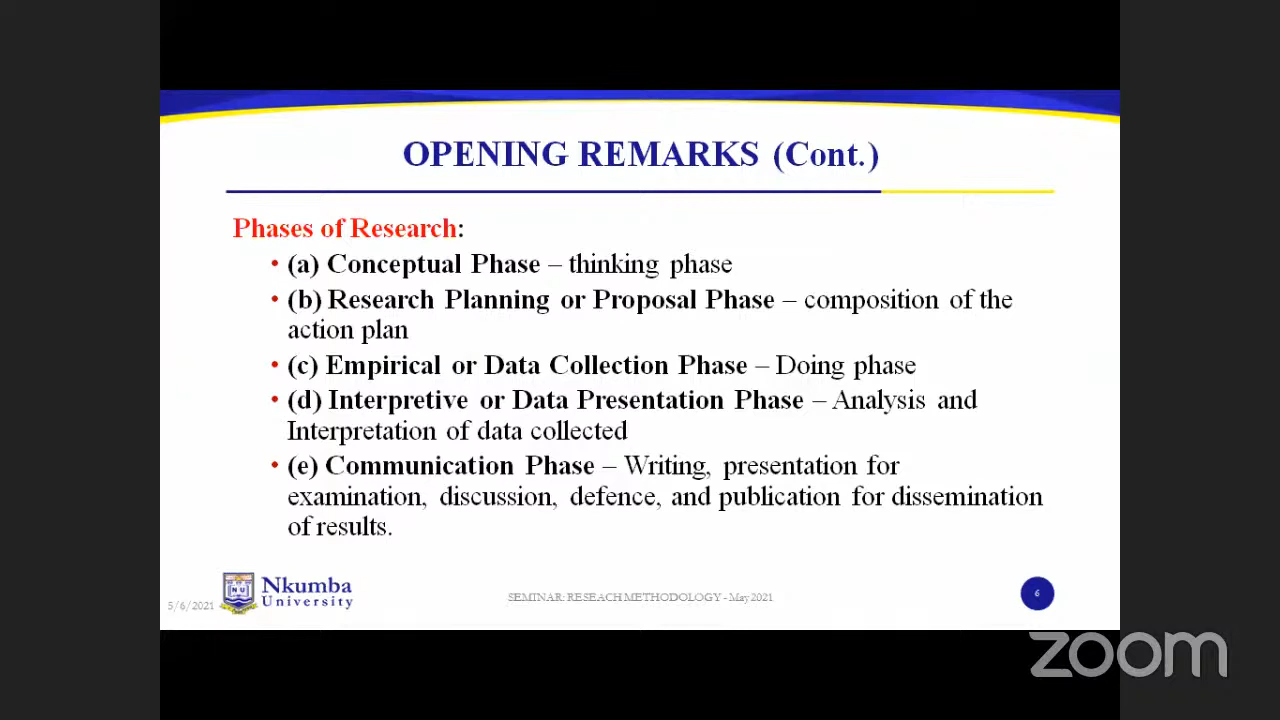 OPENING REMARKS (Cont.)
Phases of Research:
• (a) Conceptual Phase – thinking phase
• (b) Research Planning or Proposal Phase – composition of the
action plan
• (c) Empirical or Data Collection Phase – Doing phase
• (d) Interpretive or Data Presentation Phase – Analysis and
Interpretation of data collected
• (e) Communication Phase – Writing, presentation for
examination, discussion, defence, and publication for dissemination
of results.
5/6/2021
NU
Nkumba
University
SEMINAR: RESEACH METHODOLOGY - May 2021
6
zoom